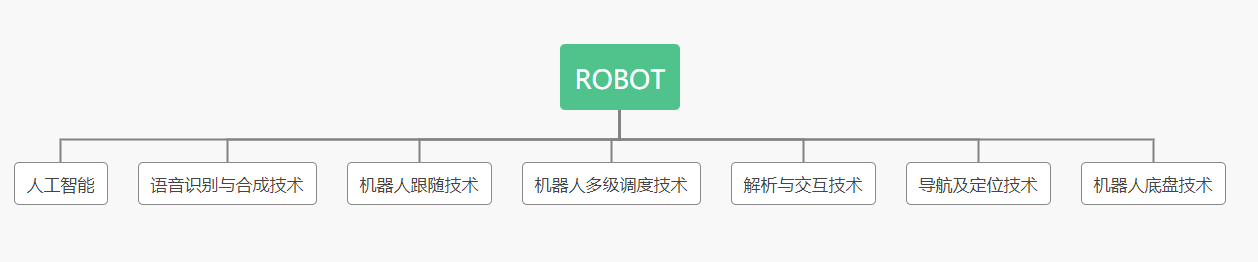 ROBOT
人工智能
语音识别与合成技术
机器人跟随技术
机器人多级调度技术
解析与交互技术
导航及定位技术
机器人底盘技术